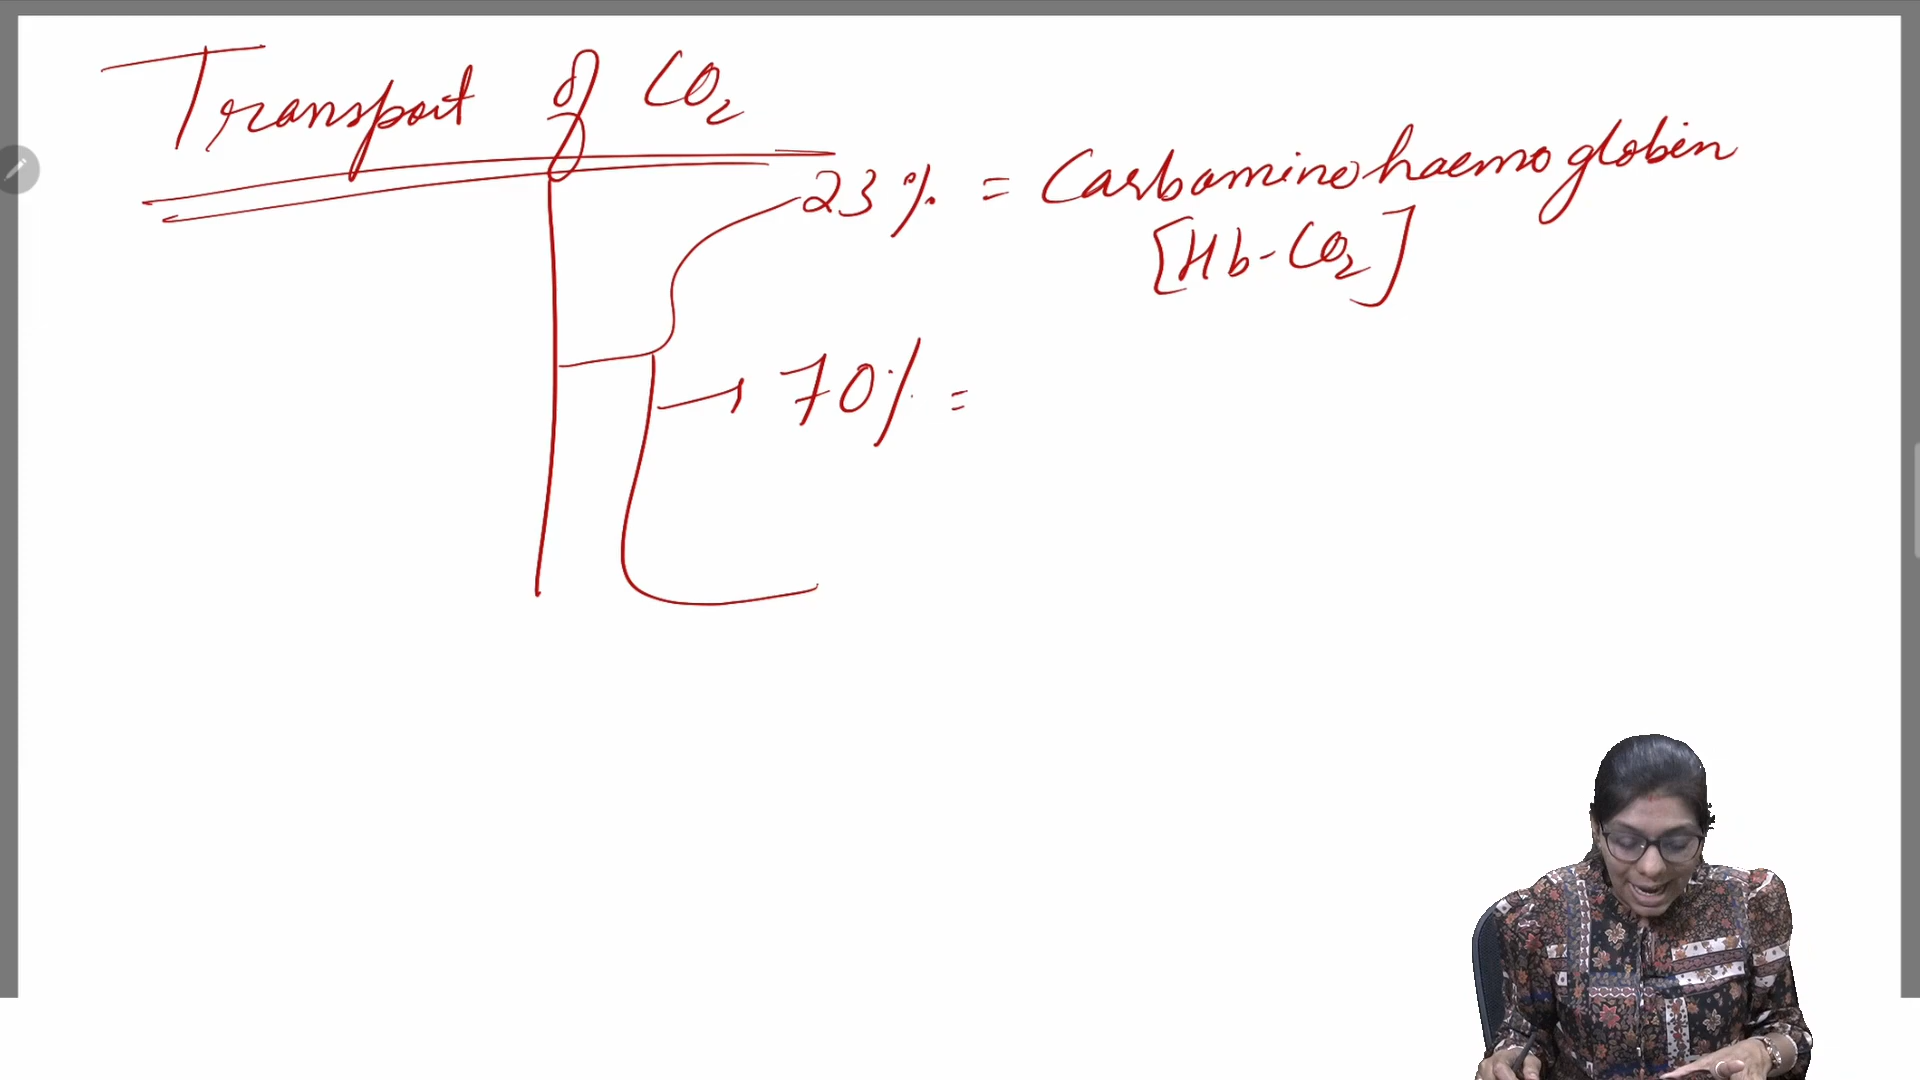 Transport of CO₂
23% = Carbaminohaemoglobin
[Hb-CO₂]
→ 70% =